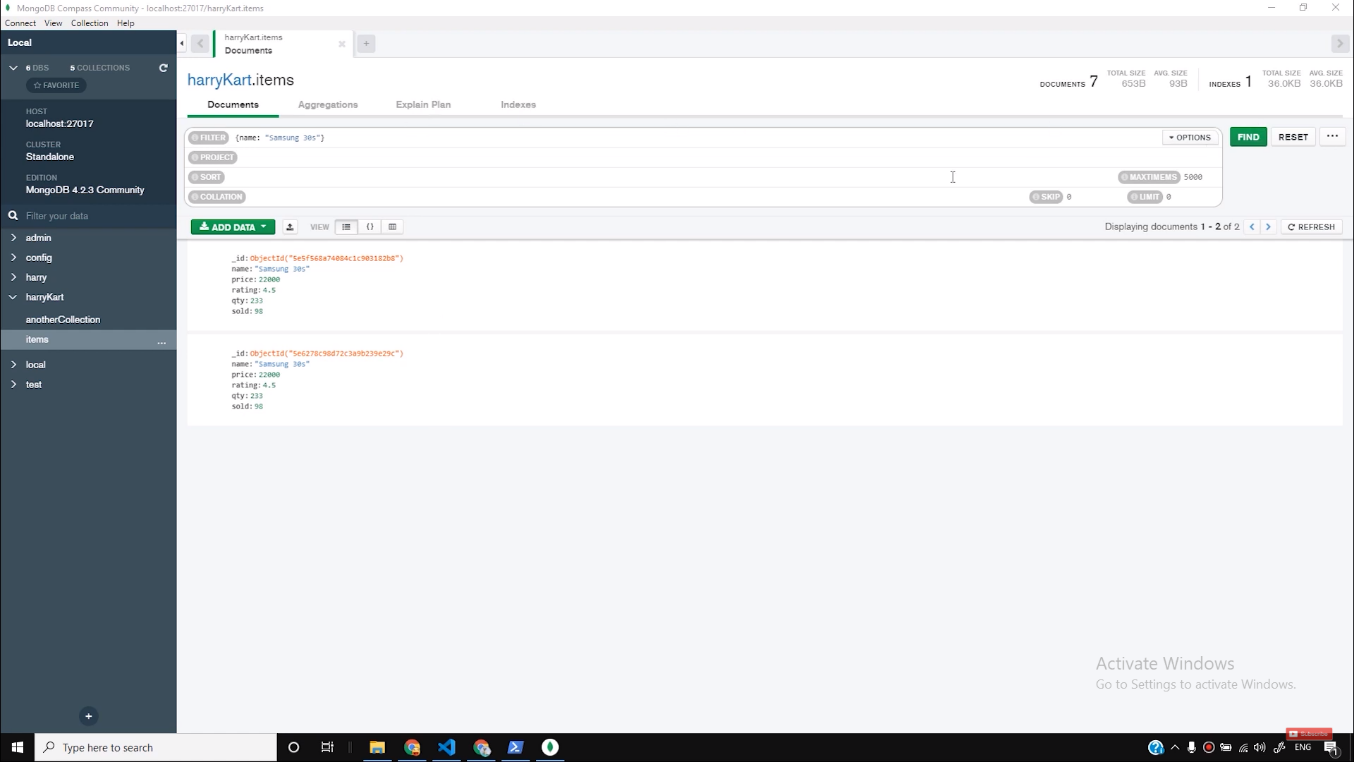 MongoDB Compass Community - localhost:27017/harryKart.items
Connect View Collection Help
Local
harryKart.items
Documents
6 DBS 5 COLLECTIONS
FAVORITE
harryKart.items
DOCUMENTS 7 TOTAL SIZE 653B AVG. SIZE 93B INDEXES 1 TOTAL SIZE 36.0KB AVG. SIZE 36.0KB
Documents Aggregations Explain Plan Indexes
HOST
localhost:27017
CLUSTER
Standalone
EDITION
MongoDB 4.2.3 Community
FILTER {name: "Samsung 30s"} OPTIONS FIND RESET ...
PROJECT
SORT MAXTIMEMS 5000
COLLATION SKIP 0 LIMIT 0
Filter your data
ADD DATA VIEW {} Displaying documents 1 - 2 of 2 REFRESH
admin
config
harry
harryKart
anotherCollection
items ...
local
test
_id: ObjectId("5e5f568a74084c1c903182b8")
name: "Samsung 30s"
price: 22000
rating: 4.5
qty: 233
sold: 98
_id: ObjectId("5e6278c98d72c3a9b239e29c")
name: "Samsung 30s"
price: 22000
rating: 4.5
qty: 233
sold: 98
Activate Windows
Go to Settings to activate Windows.
Subscribe
Type here to search
ENG
1